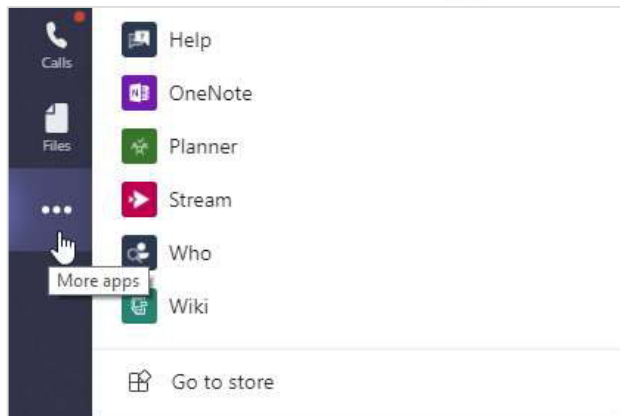 Calls
Files
More apps
Help
OneNote
Planner
Stream
Who
Wiki
Go to store